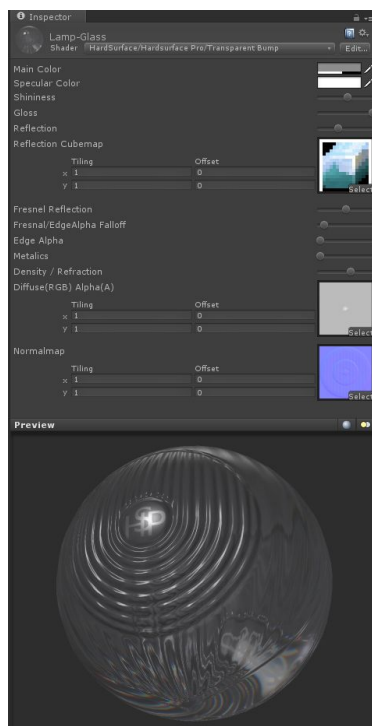 Inspector
Lamp-Glass
Shader HardSurface/Hardsurface Pro/Transparent Bump Edit...
Main Color
Specular Color
Shininess
Gloss
Reflection
Reflection Cubemap
Tiling Offset
x 1 0
y 1 0
Select
Fresnel Reflection
Fresnal/EdgeAlpha Falloff
Edge Alpha
Metalics
Density / Refraction
Diffuse(RGB) Alpha(A)
Tiling Offset
x 1 0
y 1 0
Select
Normalmap
Tiling Offset
x 1 0
y 1 0
Select
Preview